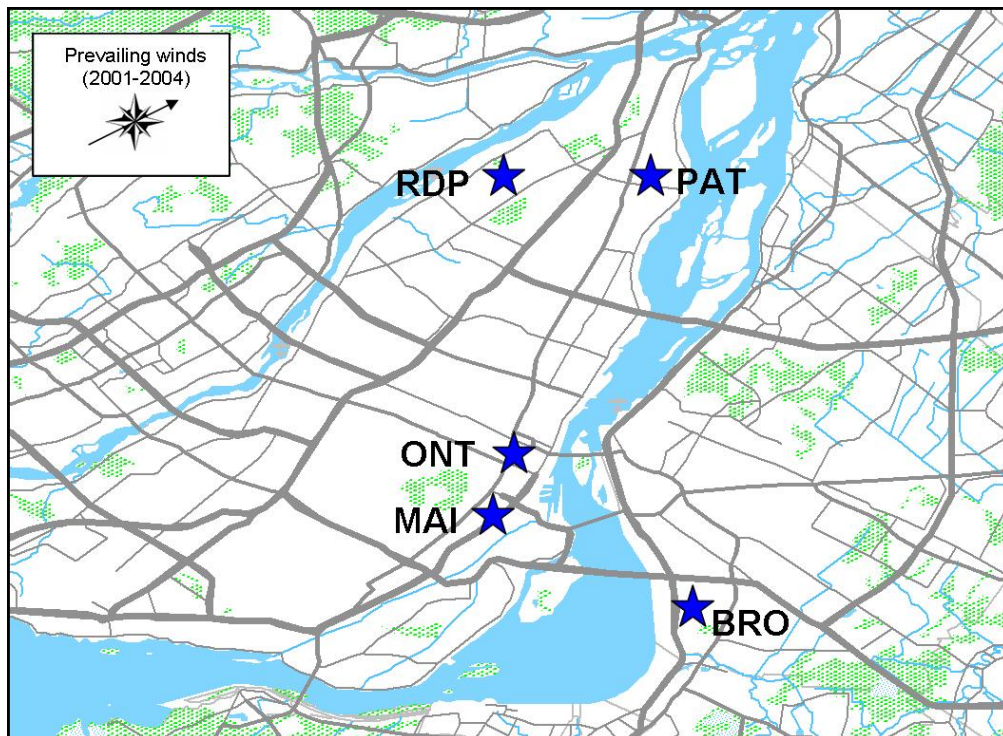 Prevailing winds
(2001-2004)
RDP
PAT
ONT
MAI
BRO